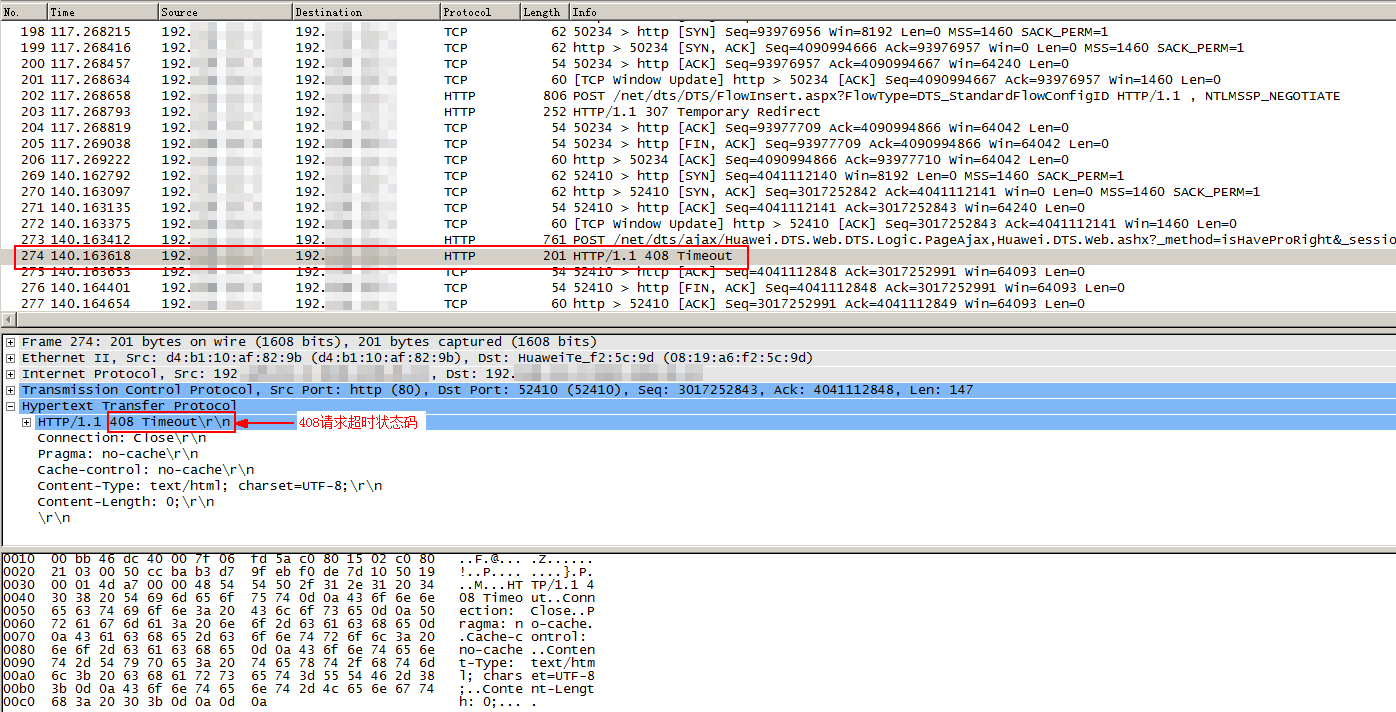 No. Time Source Destination Protocol Length Info
198 117.268215 192. 192. TCP 62 50234 > http [SYN] Seq=93976956 Win=8192 Len=0 MSS=1460 SACK_PERM=1
199 117.268416 192. 192. TCP 62 http > 50234 [SYN, ACK] Seq=4090994666 Ack=93976957 Win=0 Len=0 MSS=1460 SACK_PERM=1
200 117.268457 192. 192. TCP 54 50234 > http [ACK] Seq=93976957 Ack=4090994667 Win=64240 Len=0
201 117.268634 192. 192. TCP 60 [TCP Window Update] http > 50234 [ACK] Seq=4090994667 Ack=93976957 Win=1460 Len=0
202 117.268658 192. 192. HTTP 806 POST /net/dts/DTS/FlowInsert.aspx?FlowType=DTS_StandardFlowConfigID HTTP/1.1 , NTLMSSP_NEGOTIATE
203 117.268793 192. 192. HTTP 252 HTTP/1.1 307 Temporary Redirect
204 117.268819 192. 192. TCP 54 50234 > http [ACK] Seq=93977709 Ack=4090994866 Win=64042 Len=0
205 117.269038 192. 192. TCP 54 50234 > http [FIN, ACK] Seq=93977709 Ack=4090994866 Win=64042 Len=0
206 117.269222 192. 192. TCP 60 http > 50234 [ACK] Seq=4090994866 Ack=93977710 Win=64042 Len=0
269 140.162792 192. 192. TCP 62 52410 > http [SYN] Seq=4041112140 Win=8192 Len=0 MSS=1460 SACK_PERM=1
270 140.163097 192. 192. TCP 62 http > 52410 [SYN, ACK] Seq=3017252842 Ack=4041112141 Win=0 Len=0 MSS=1460 SACK_PERM=1
271 140.163135 192. 192. TCP 54 52410 > http [ACK] Seq=4041112141 Ack=3017252843 Win=64240 Len=0
272 140.163375 192. 192. TCP 60 [TCP Window Update] http > 52410 [ACK] Seq=3017252843 Ack=4041112141 Win=1460 Len=0
273 140.163412 192. 192. HTTP 761 POST /net/dts/ajax/Huawei.DTS.Web.DTS.Logic.PageAjax,Huawei.DTS.Web.ashx?_method=isHaveProRight&_sessio
274 140.163618 192. 192. HTTP 201 HTTP/1.1 408 Timeout
275 140.163653 192. 192. TCP 54 52410 > http [ACK] Seq=4041112848 Ack=3017252991 Win=64093 Len=0
276 140.164401 192. 192. TCP 54 52410 > http [FIN, ACK] Seq=4041112848 Ack=3017252991 Win=64093 Len=0
277 140.164654 192. 192. TCP 60 http > 52410 [ACK] Seq=3017252991 Ack=4041112849 Win=64093 Len=0
Frame 274: 201 bytes on wire (1608 bits), 201 bytes captured (1608 bits)
Ethernet II, Src: d4:b1:10:af:82:9b (d4:b1:10:af:82:9b), Dst: HuaweiTe_f2:5c:9d (08:19:a6:f2:5c:9d)
Internet Protocol, Src: 192 , Dst: 192.
Transmission Control Protocol, Src Port: http (80), Dst Port: 52410 (52410), Seq: 3017252843, Ack: 4041112848, Len: 147
Hypertext Transfer Protocol
HTTP/1.1 408 Timeout\r\n 408请求超时状态码
Connection: Close\r\n
Pragma: no-cache\r\n
Cache-control: no-cache\r\n
Content-Type: text/html; charset=UTF-8;\r\n
Content-Length: 0;\r\n
\r\n
0010 00 bb 46 dc 40 00 7f 06 fd 5a c0 80 15 02 c0 80 ..F.@... .Z......
0020 21 03 00 50 cc ba b3 d7 9f eb f0 de 7d 10 50 19 !..P.... ....}.P.
0030 00 01 4d a7 00 00 48 54 54 50 2f 31 2e 31 20 34 ..M...HT TP/1.1 4
0040 30 38 20 54 69 6d 65 6f 75 74 0d 0a 43 6f 6e 6e 08 Timeo ut..Conn
0050 65 63 74 69 6f 6e 3a 20 43 6c 6f 73 65 0d 0a 50 ection: Close..P
0060 72 61 67 6d 61 3a 20 6e 6f 2d 63 61 63 68 65 0d ragma: n o-cache.
0070 0a 43 61 63 68 65 2d 63 6f 6e 74 72 6f 6c 3a 20 .Cache-c ontrol:
0080 6e 6f 2d 63 61 63 68 65 0d 0a 43 6f 6e 74 65 6e no-cache ..Conten
0090 74 2d 54 79 70 65 3a 20 74 65 78 74 2f 68 74 6d t-Type: text/htm
00a0 6c 3b 20 63 68 61 72 73 65 74 3d 55 54 46 2d 38 l; chars et=UTF-8
00b0 3b 0d 0a 43 6f 6e 74 65 6e 74 2d 4c 65 6e 67 74 ;..Conte nt-Lengt
00c0 68 3a 20 30 3b 0d 0a 0d 0a h: 0;... .